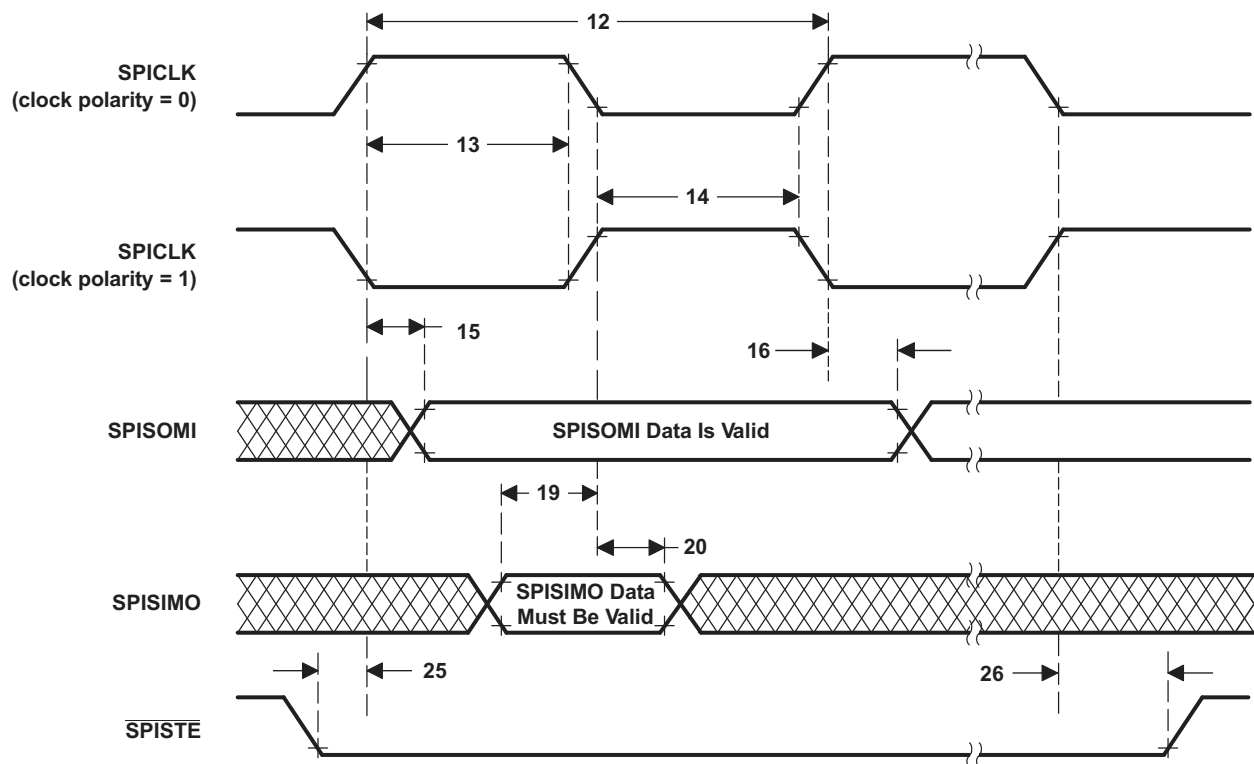 12
SPICLK
(clock polarity = 0)
13
14
SPICLK
(clock polarity = 1)
15
16
SPISOMI
SPISOMI Data Is Valid
19
20
SPISIMO
SPISIMO Data
Must Be Valid
25
26
SPISTE